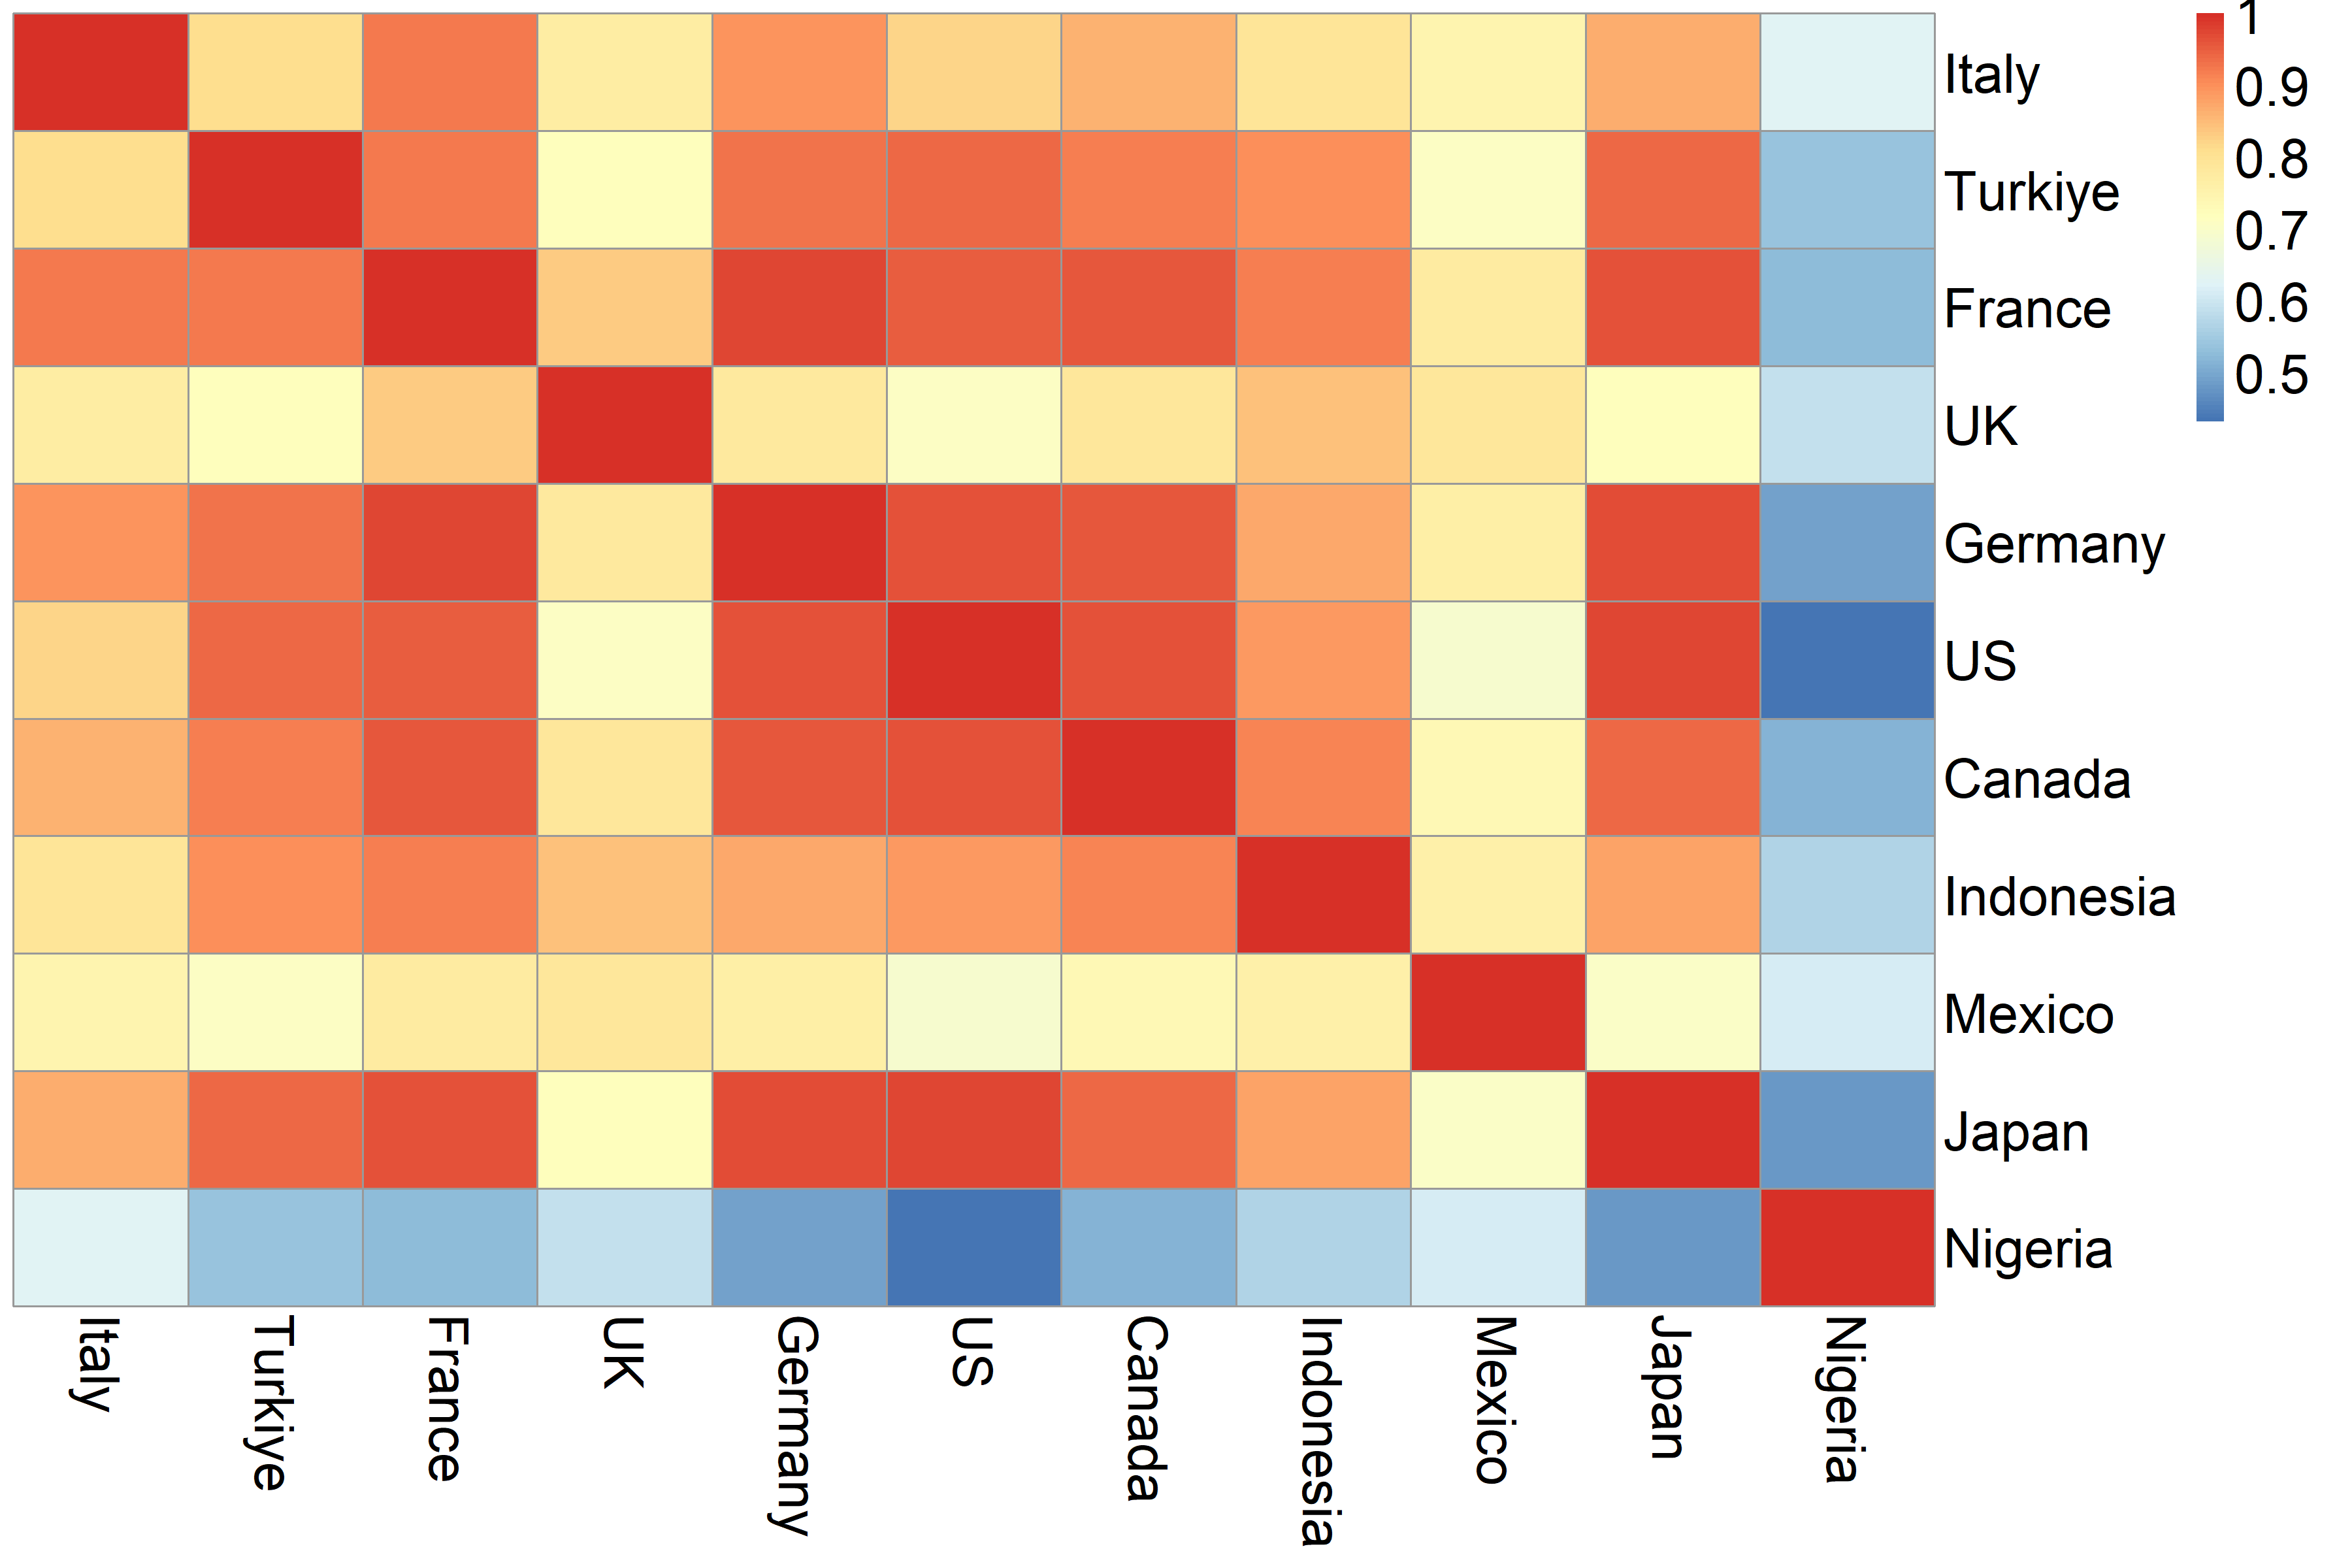 1
0.9
0.8
0.7
0.6
0.5
Italy
Turkiye
France
UK
Germany
US
Canada
Indonesia
Mexico
Japan
Nigeria
Italy
Turkiye
France
UK
Germany
US
Canada
Indonesia
Mexico
Japan
Nigeria